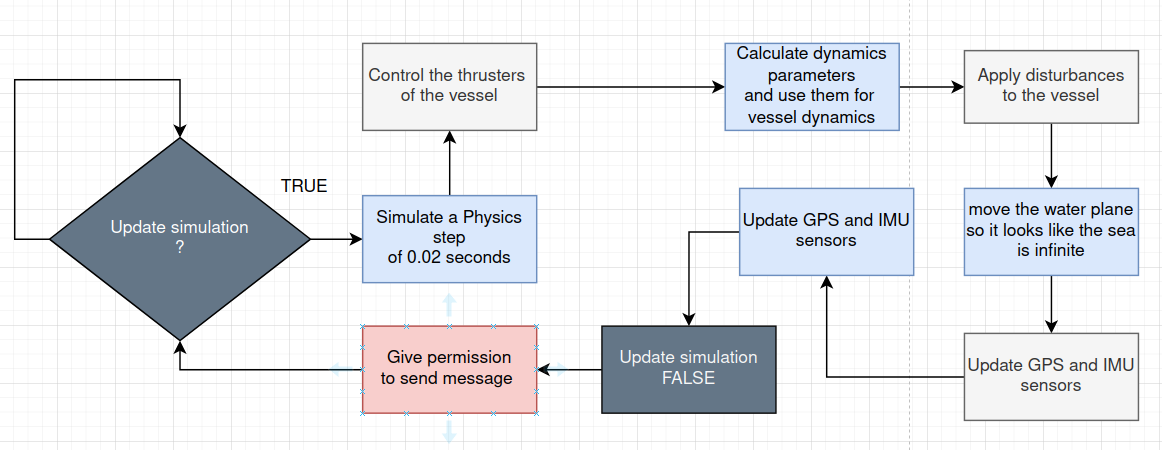 Control the thrusters
of the vessel
Calculate dynamics
parameters
and use them for
vessel dynamics
Apply disturbances
to the vessel
TRUE
Update simulation
?
Simulate a Physics
step
of 0.02 seconds
Update GPS and IMU
sensors
move the water plane
so it looks like the sea
is infinite
Give permission
to send message
Update simulation
FALSE
Update GPS and IMU
sensors